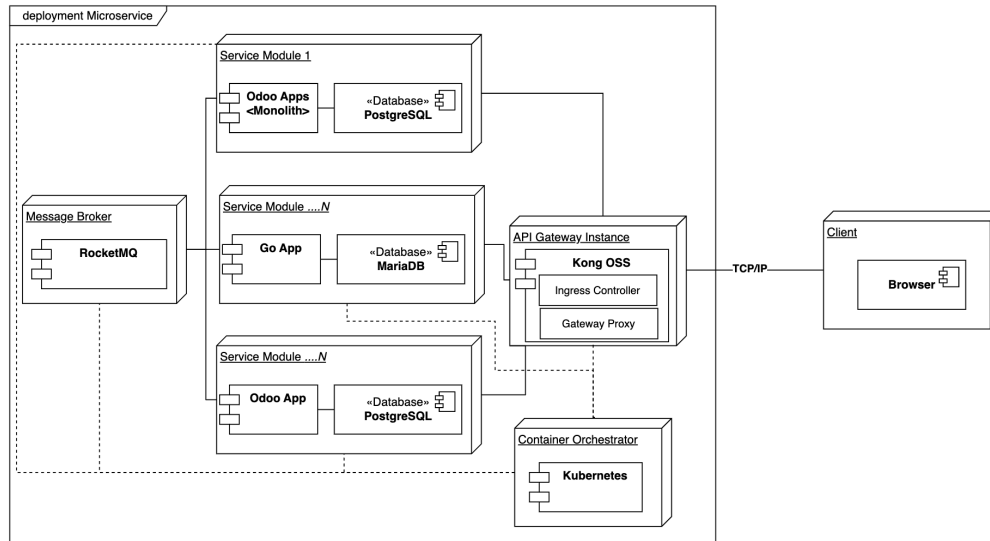 deployment Microservice
Service Module 1
Odoo Apps
<Monolith>
«Database»
PostgreSQL
Message Broker
RocketMQ
Service Module ....N
Go App
«Database»
MariaDB
API Gateway Instance
Kong OSS
Ingress Controller
Gateway Proxy
TCP/IP
Client
Browser
Service Module ....N
Odoo App
«Database»
PostgreSQL
Container Orchestrator
Kubernetes